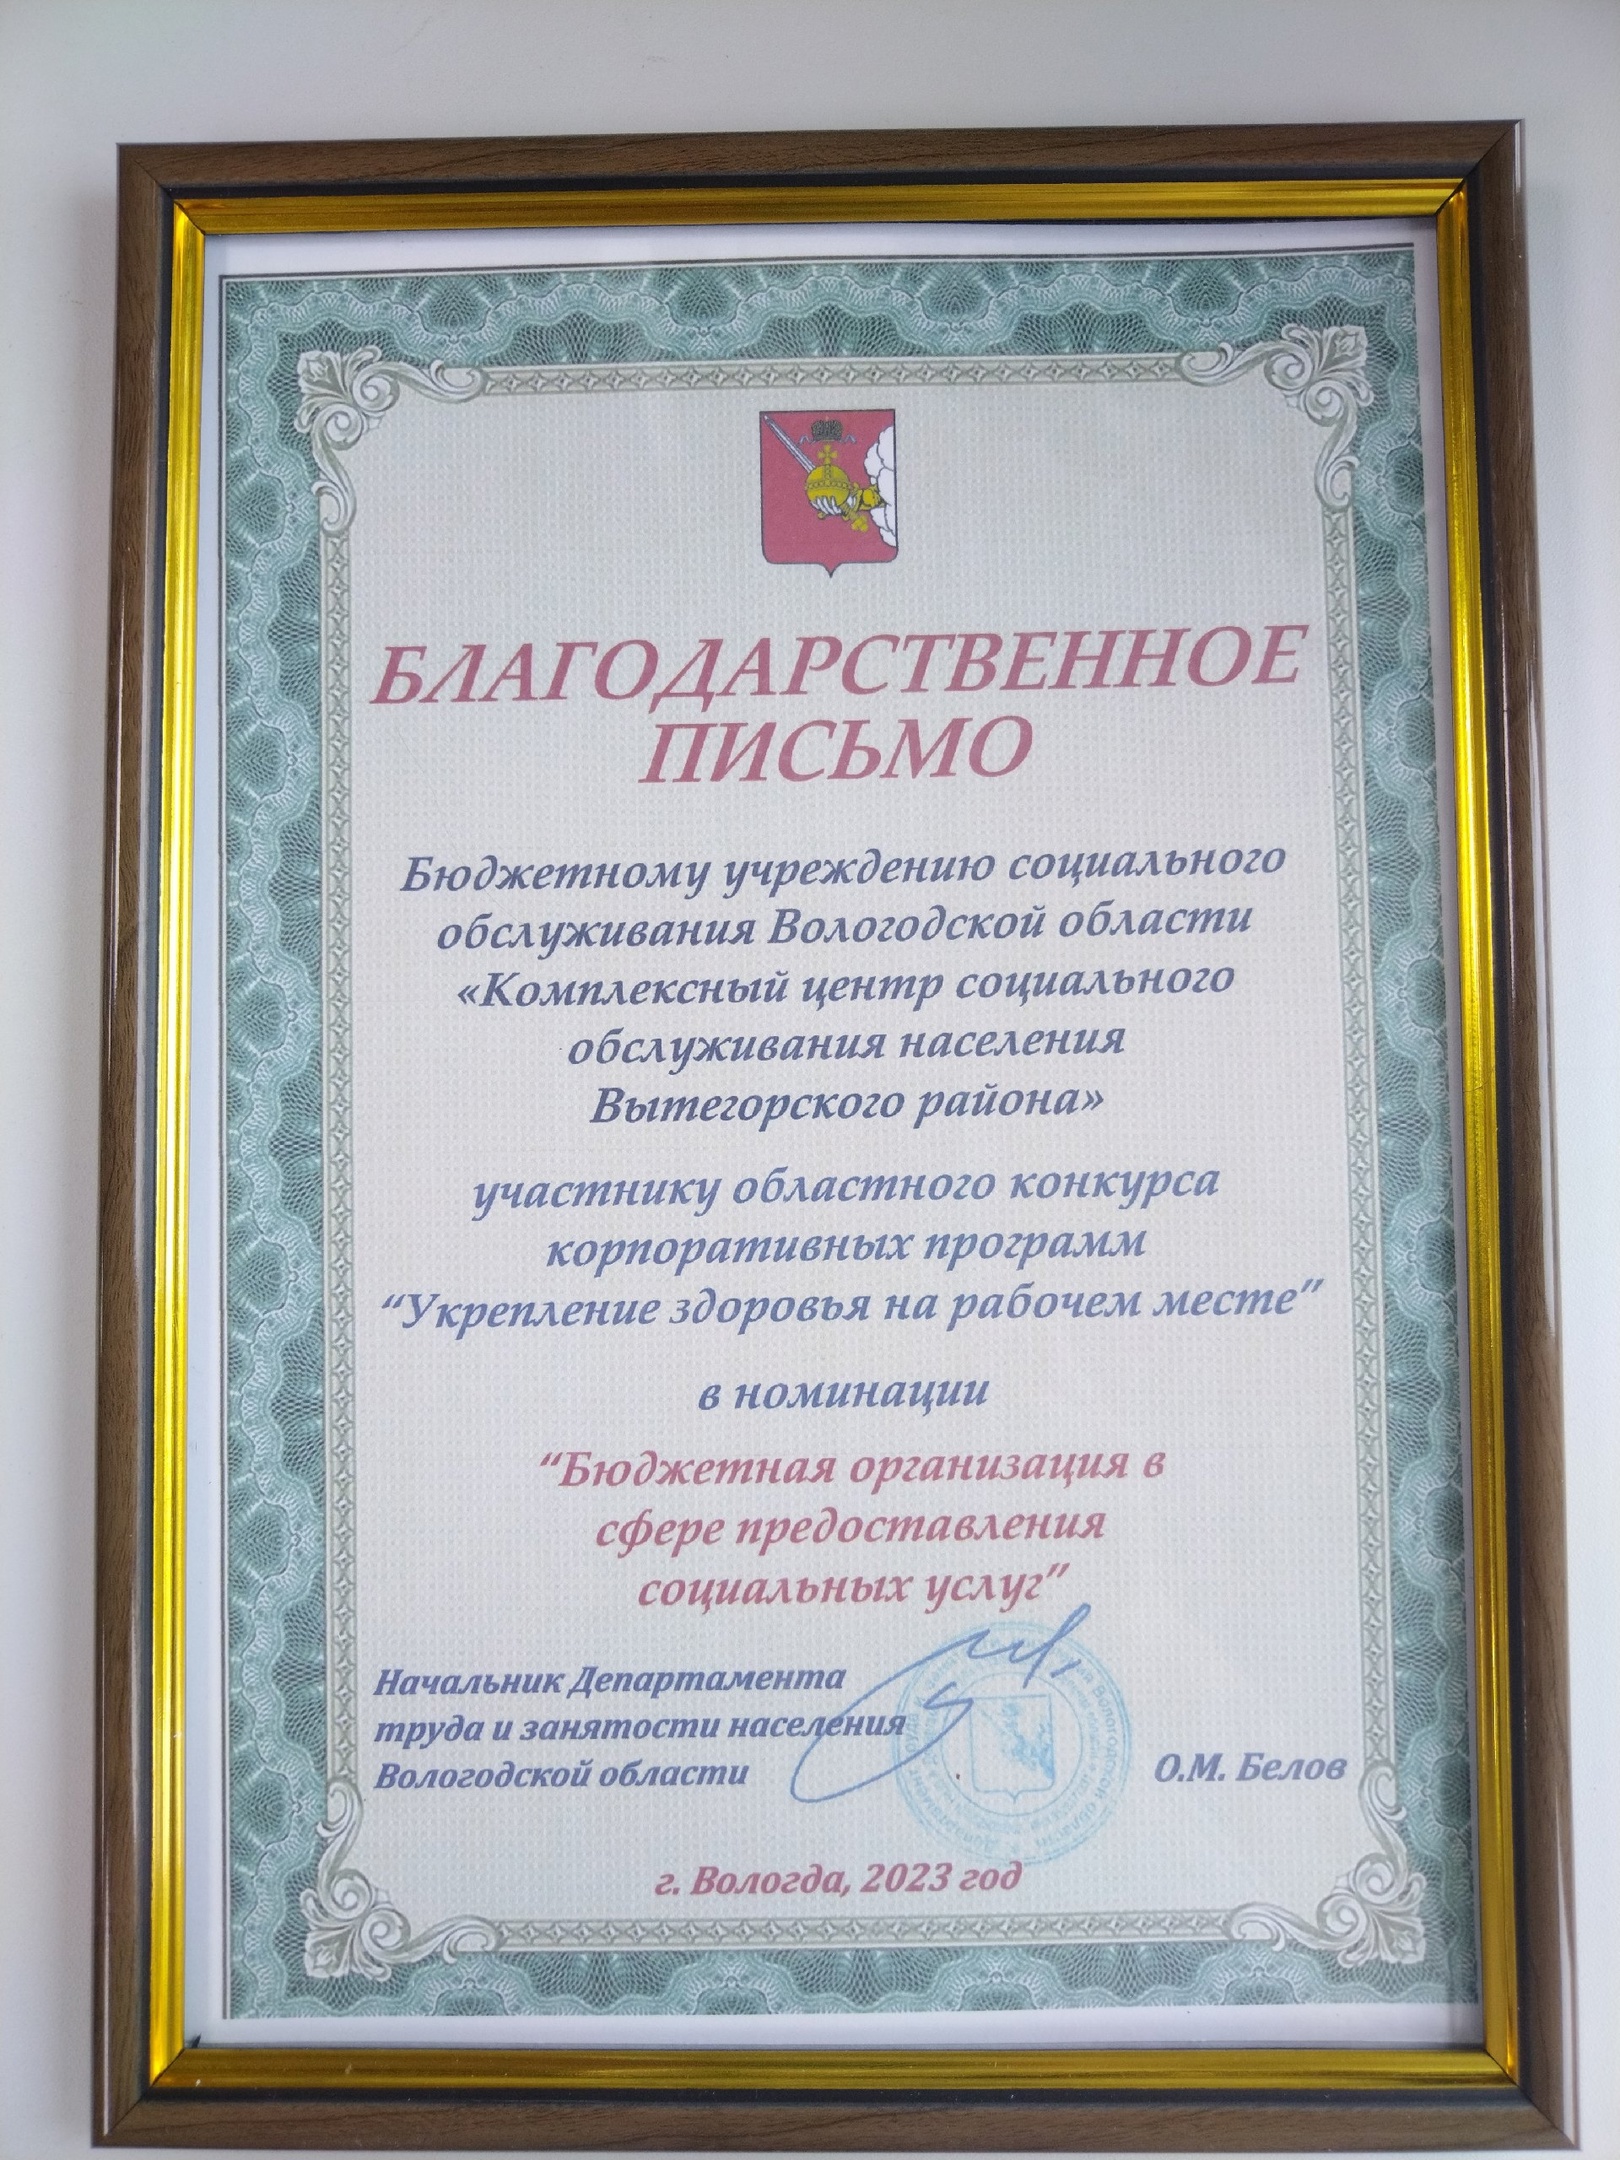 БЛАГОДАРСТВЕННОЕ
ПИСЬМО
Бюджетному учреждению социального
обслуживания Вологодской области
«Комплексный центр социального
обслуживания населения
Вытегорского района»
участнику областного конкурса
корпоративных программ
“Укрепление здоровья на рабочем месте”
в номинации
“Бюджетная организация в
сфере предоставления
социальных услуг”
Начальник Департамента
труда и занятости населения
Вологодской области
О.М. Белов
г. Вологда, 2023 год